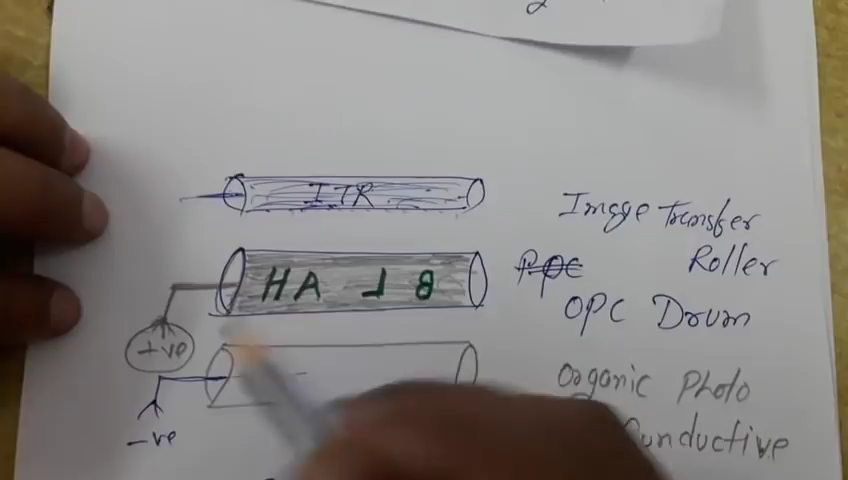 ITR
Image Transfer
Roller
HA L B
OPC Drum
+ve
Organic Photo
Conductive
-ve